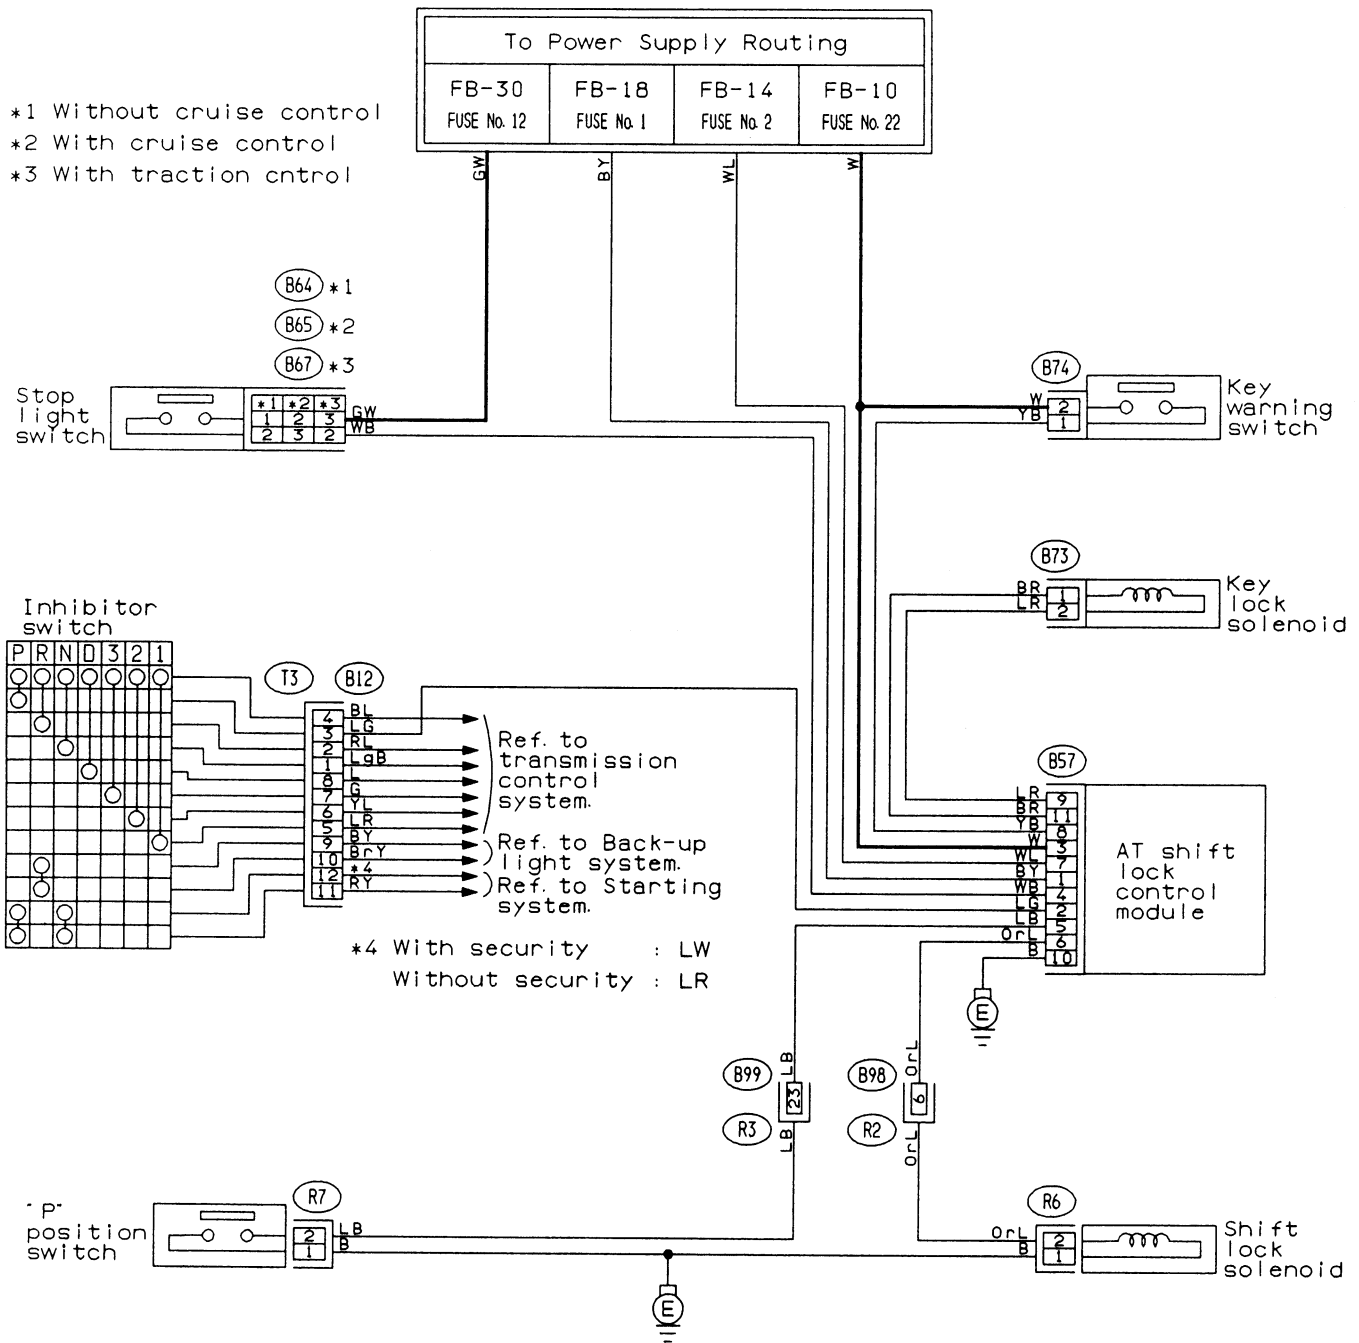 To Power Supply Routing
FB-30 FB-18 FB-14 FB-10
FUSE No. 12 FUSE No. 1 FUSE No. 2 FUSE No. 22
*1 Without cruise control
*2 With cruise control
*3 With traction cntrol
GW BY WL W
B64 *1
B65 *2
B67 *3
Stop
light
switch
*1 *2 *3
1 2 3
2 3 2
GW
WB
B74
W
YB
2
1
Key
warning
switch
B73
BR
LR
1
2
Key
lock
solenoid
Inhibitor
switch
P R N D 3 2 1
T3 B12
4 BL
3 LG
2 RL
1 LgB
8 L
7 G
6 YL
5 LR
9 BY
10 BrY
12 *4
11 RY
Ref. to
transmission
control
system.
Ref. to Back-up
light system.
Ref. to Starting
system.
*4 With security : LW
Without security : LR
B57
LR 9
BR 11
YB 8
W 3
WL 7
BY 1
WB 4
LG 2
LB 5
OrL 6
B 10
AT shift
lock
control
module
E
LB OrL
B99 23 B98 6
R3 R2
LB OrL
"P"
position
switch
R7
2 LB
1 B
E
R6
OrL 2
B 1
Shift
lock
solenoid